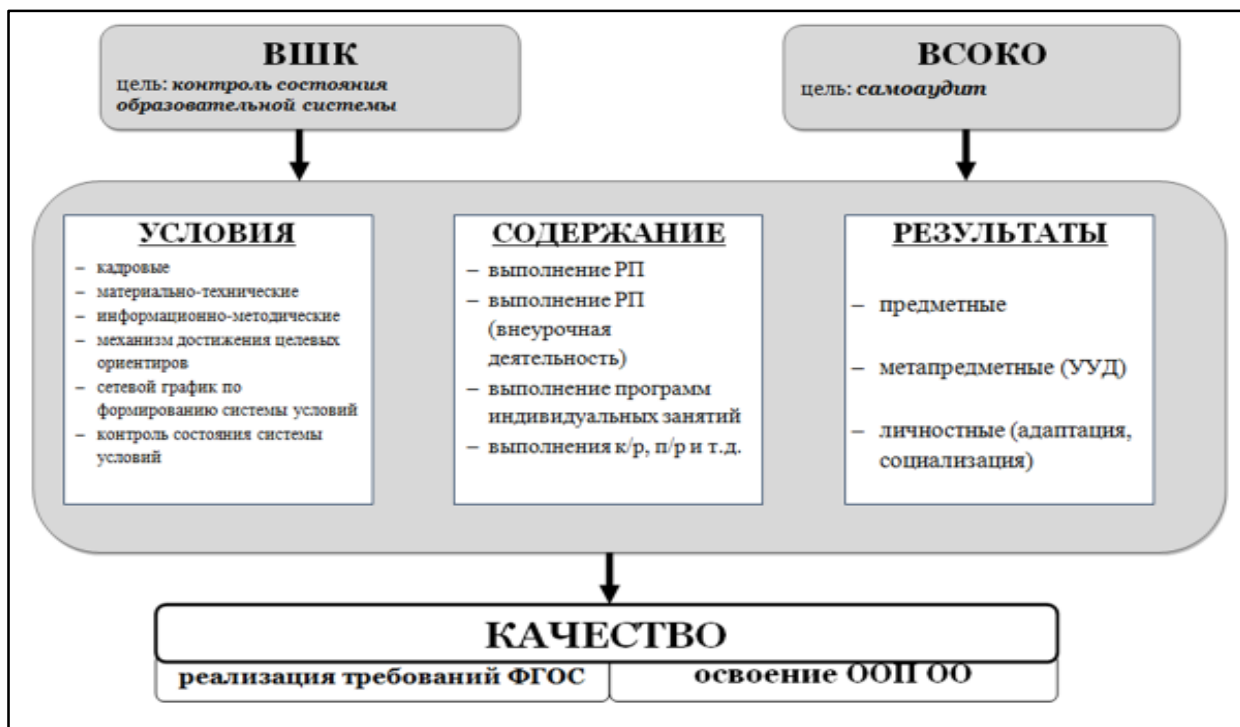 ВШК
цель: контроль состояния
образовательной системы
ВСОКО
цель: самоаудит
УСЛОВИЯ
– кадровые
– материально-технические
– информационно-методические
– механизм достижения целевых
ориентиров
– сетевой график по
формированию системы условий
– контроль состояния системы
условий
СОДЕРЖАНИЕ
– выполнение РП
– выполнение РП
(внеурочная
деятельность)
– выполнение программ
индивидуальных занятий
– выполнения к/р, п/р и т.д.
РЕЗУЛЬТАТЫ
– предметные
– метапредметные (УУД)
– личностные (адаптация,
социализация)
КАЧЕСТВО
реализация требований ФГОС
освоение ООП ОО